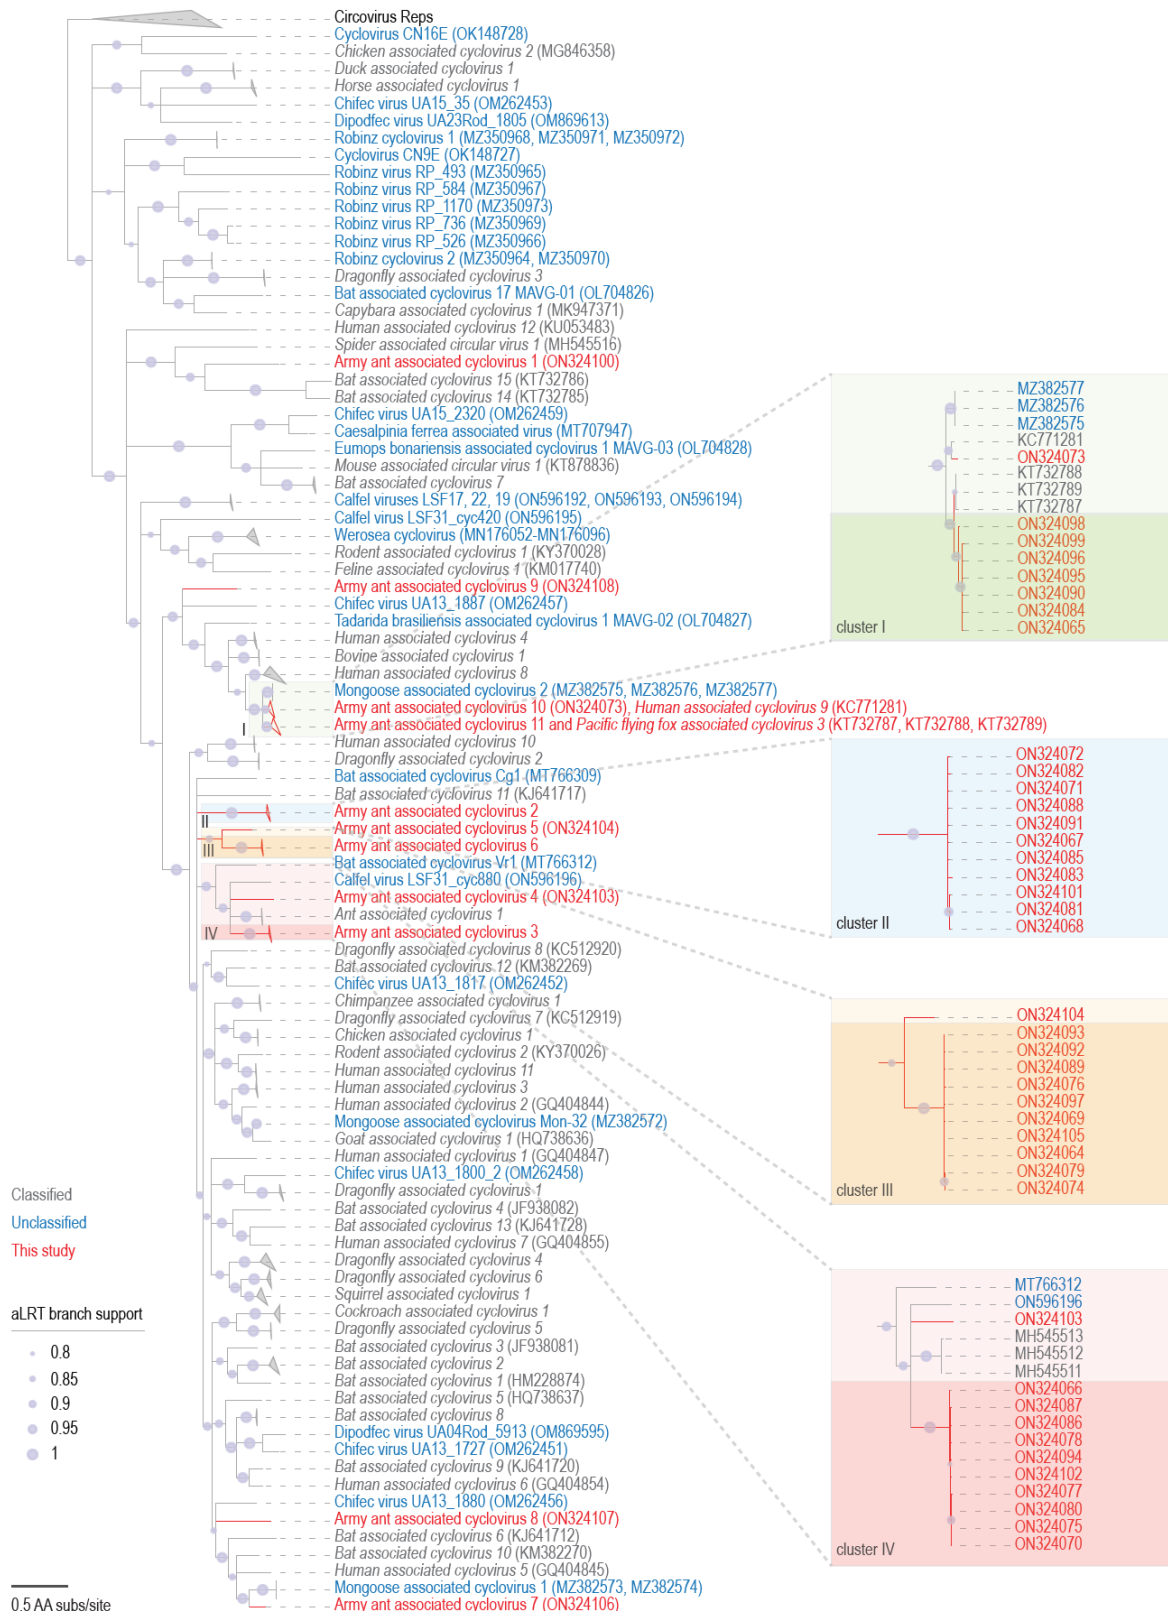 Circovirus Reps
Cyclovirus CN16E (OK148728)
Chicken associated cyclovirus 2 (MG846358)
Duck associated cyclovirus 1
Horse associated cyclovirus 1
Chifec virus UA15_35 (OM262453)
Dipodfec virus UA23Rod_1805 (OM869613)
Robinz cyclovirus 1 (MZ350968, MZ350971, MZ350972)
Cyclovirus CN9E (OK148727)
Robinz virus RP_493 (MZ350965)
Robinz virus RP_584 (MZ350967)
Robinz virus RP_1170 (MZ350973)
Robinz virus RP_736 (MZ350969)
Robinz virus RP_526 (MZ350966)
Robinz cyclovirus 2 (MZ350964, MZ350970)
Dragonfly associated cyclovirus 3
Bat associated cyclovirus 17 MAVG-01 (OL704826)
Capybara associated cyclovirus 1 (MK947371)
Human associated cyclovirus 12 (KU053483)
Spider associated circular virus 1 (MH545516)
Army ant associated cyclovirus 1 (ON324100)
Bat associated cyclovirus 15 (KT732786)
Bat associated cyclovirus 14 (KT732785)
Chifec virus UA15_2320 (OM262459)
Caesalpinia ferrea associated virus (MT707947)
Eumops bonariensis associated cyclovirus 1 MAVG-03 (OL704828)
Mouse associated circular virus 1 (KT878836)
Bat associated cyclovirus 7
Calfel viruses LSF17, 22, 19 (ON596192, ON596193, ON596194)
Calfel virus LSF31_cyc420 (ON596195)
Werosea cyclovirus (MN176052-MN176096)
Rodent associated cyclovirus 1 (KY370028)
Feline associated cyclovirus 1 (KM017740)
Army ant associated cyclovirus 9 (ON324108)
Chifec virus UA13_1887 (OM262457)
Tadarida brasiliensis associated cyclovirus 1 MAVG-02 (OL704827)
Human associated cyclovirus 4
Bovine associated cyclovirus 1
Human associated cyclovirus 8
Mongoose associated cyclovirus 2 (MZ382575, MZ382576, MZ382577)
Army ant associated cyclovirus 10 (ON324073), Human associated cyclovirus 9 (KC771281)
Army ant associated cyclovirus 11 and Pacific flying fox associated cyclovirus 3 (KT732787, KT732788, KT732789)
I
Human associated cyclovirus 10
Dragonfly associated cyclovirus 2
Bat associated cyclovirus Cg1 (MT766309)
Bat associated cyclovirus 11 (KJ641717)
Army ant associated cyclovirus 2
II
Army ant associated cyclovirus 5 (ON324104)
Army ant associated cyclovirus 6
III
Bat associated cyclovirus Vr1 (MT766312)
Calfel virus LSF31_cyc880 (ON596196)
Army ant associated cyclovirus 4 (ON324103)
Ant associated cyclovirus 1
Army ant associated cyclovirus 3
IV
Dragonfly associated cyclovirus 8 (KC512920)
Bat associated cyclovirus 12 (KM382269)
Chifec virus UA13_1817 (OM262452)
Chimpanzee associated cyclovirus 1
Dragonfly associated cyclovirus 7 (KC512919)
Chicken associated cyclovirus 1
Rodent associated cyclovirus 2 (KY370026)
Human associated cyclovirus 11
Human associated cyclovirus 3
Human associated cyclovirus 2 (GQ404844)
Mongoose associated cyclovirus Mon-32 (MZ382572)
Goat associated cyclovirus 1 (HQ738636)
Human associated cyclovirus 1 (GQ404847)
Chifec virus UA13_1800_2 (OM262458)
Dragonfly associated cyclovirus 1
Bat associated cyclovirus 4 (JF938082)
Bat associated cyclovirus 13 (KJ641728)
Human associated cyclovirus 7 (GQ404855)
Dragonfly associated cyclovirus 4
Dragonfly associated cyclovirus 6
Squirrel associated cyclovirus 1
Cockroach associated cyclovirus 1
Dragonfly associated cyclovirus 5
Bat associated cyclovirus 3 (JF938081)
Bat associated cyclovirus 2
Bat associated cyclovirus 1 (HM228874)
Bat associated cyclovirus 5 (HQ738637)
Bat associated cyclovirus 8
Dipodfec virus UA04Rod_5913 (OM869595)
Chifec virus UA13_1727 (OM262451)
Bat associated cyclovirus 9 (KJ641720)
Human associated cyclovirus 6 (GQ404854)
Chifec virus UA13_1880 (OM262456)
Army ant associated cyclovirus 8 (ON324107)
Bat associated cyclovirus 6 (KJ641712)
Bat associated cyclovirus 10 (KM382270)
Human associated cyclovirus 5 (GQ404845)
Mongoose associated cyclovirus 1 (MZ382573, MZ382574)
Army ant associated cyclovirus 7 (ON324106)
Classified
Unclassified
This study
aLRT branch support
0.8
0.85
0.9
0.95
1
0.5 AA subs/site
MZ382577
MZ382576
MZ382575
KC771281
ON324073
KT732788
KT732789
KT732787
ON324098
ON324099
ON324096
ON324095
ON324090
ON324084
ON324065
cluster I
ON324072
ON324082
ON324071
ON324088
ON324091
ON324067
ON324085
ON324083
ON324101
ON324081
ON324068
cluster II
ON324104
ON324093
ON324092
ON324089
ON324076
ON324097
ON324069
ON324105
ON324064
ON324079
ON324074
cluster III
MT766312
ON596196
ON324103
MH545513
MH545512
MH545511
ON324066
ON324087
ON324086
ON324078
ON324094
ON324102
ON324077
ON324080
ON324075
ON324070
cluster IV